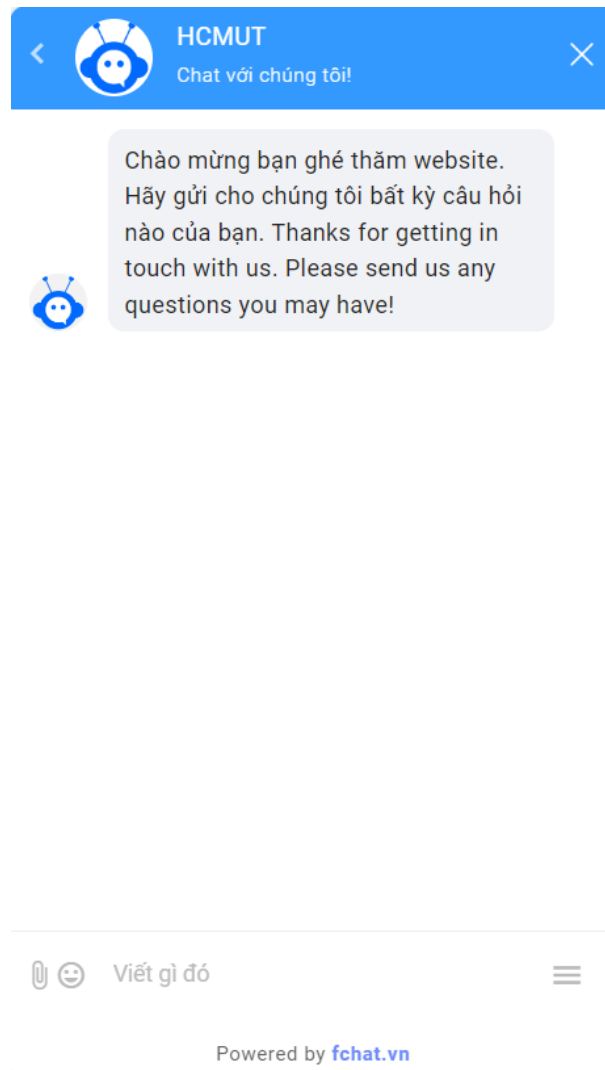 HCMUT
Chat với chúng tôi!
Chào mừng bạn ghé thăm website.
Hãy gửi cho chúng tôi bất kỳ câu hỏi
nào của bạn. Thanks for getting in
touch with us. Please send us any
questions you may have!
Viết gì đó
Powered by fchat.vn